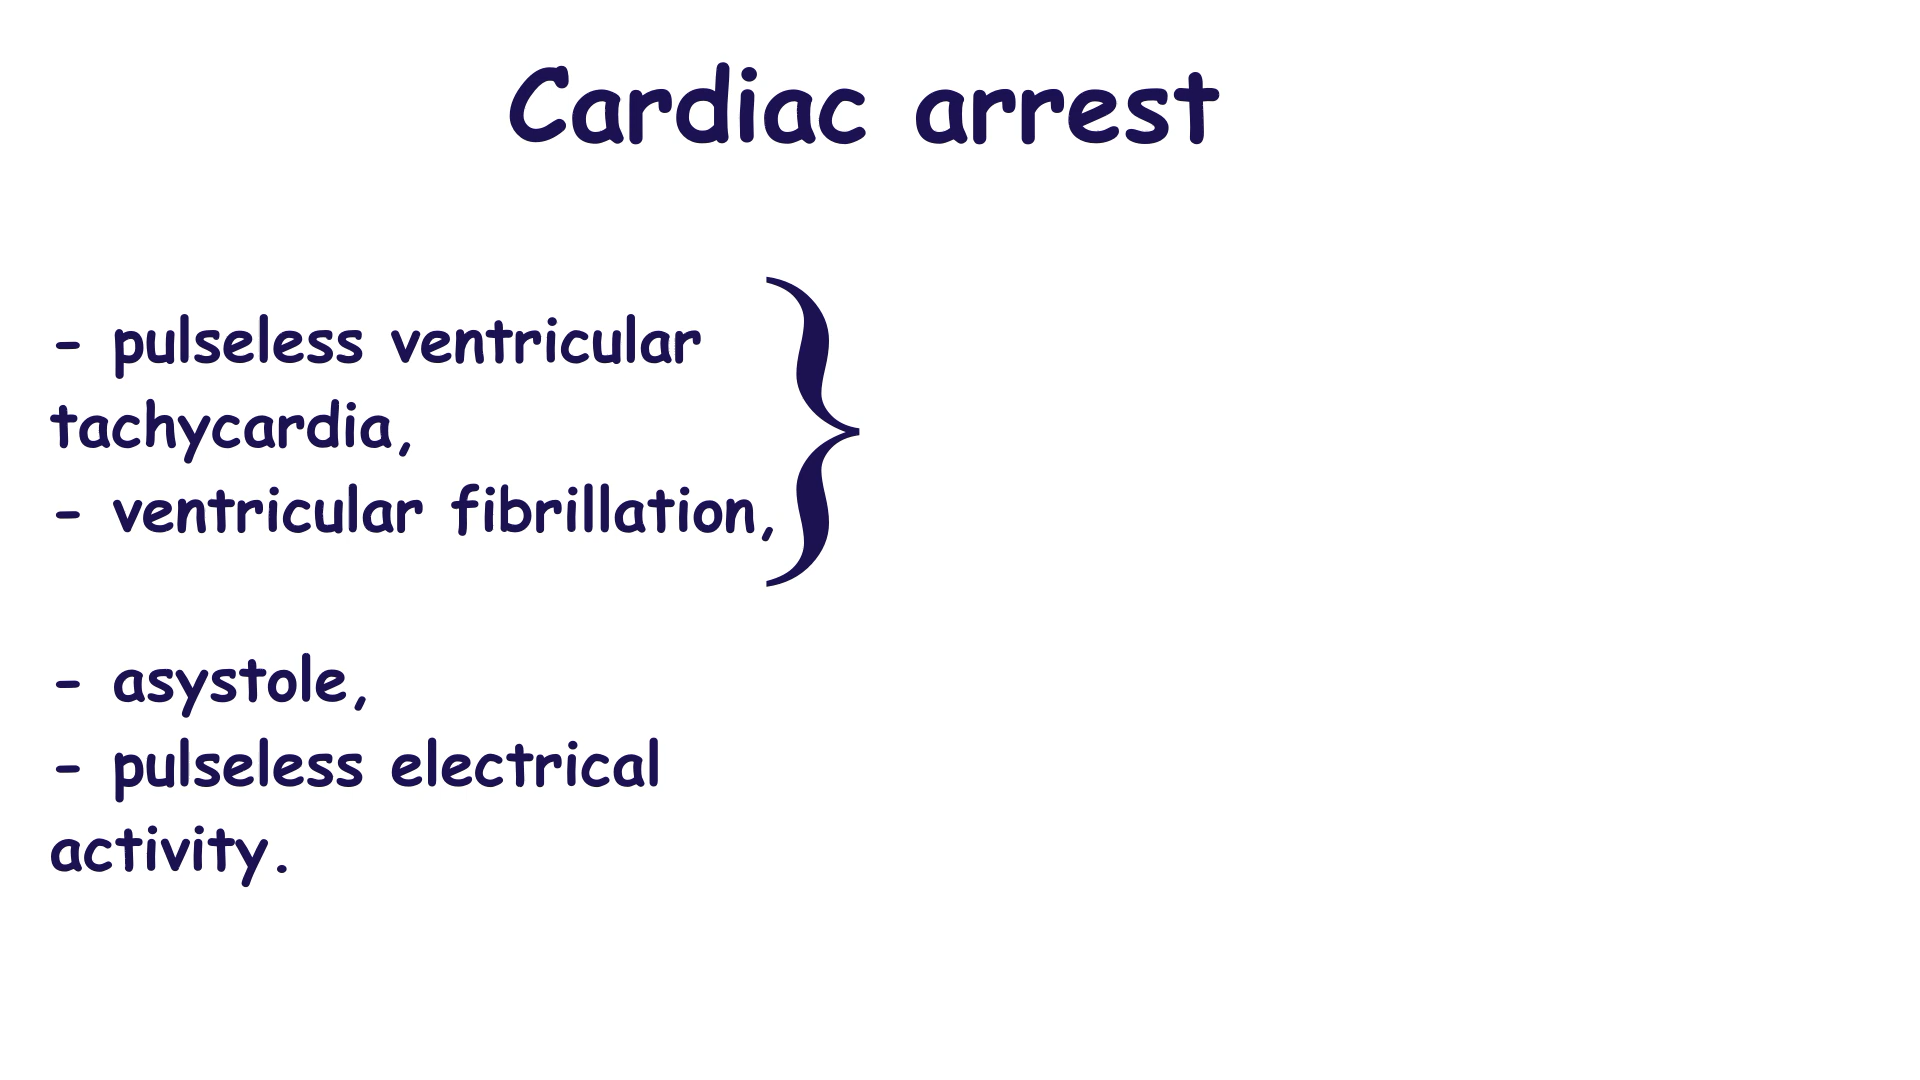 Cardiac arrest
- pulseless ventricular
tachycardia,
- ventricular fibrillation,
- asystole,
- pulseless electrical
activity.